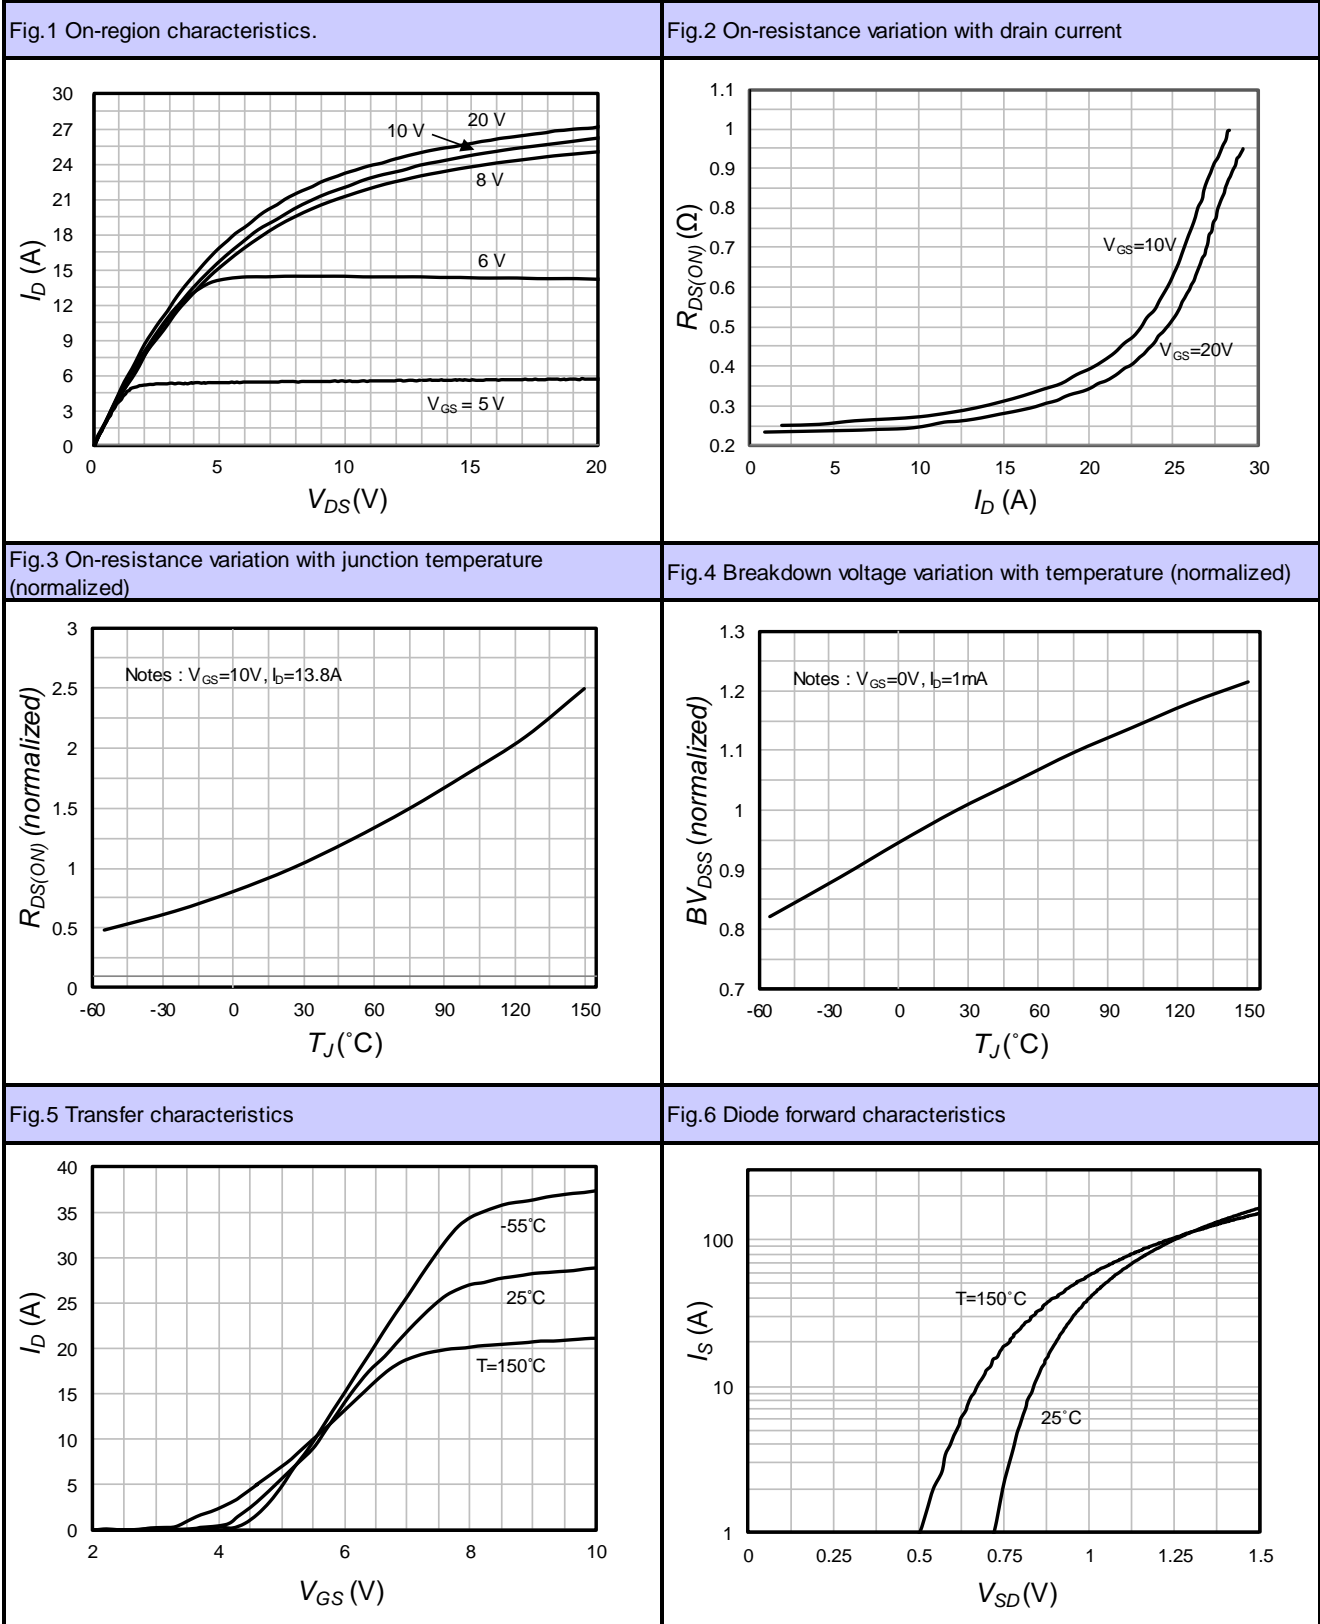 Fig.1 On-region characteristics.
30
27
24
21
18
15
12
9
6
3
0
I_D (A)
20 V
10 V
8 V
6 V
V_GS = 5 V
0 5 10 15 20
V_DS (V)
Fig.2 On-resistance variation with drain current
1.1
1
0.9
0.8
0.7
0.6
0.5
0.4
0.3
0.2
R_DS(ON) (Ω)
V_GS=10V
V_GS=20V
0 5 10 15 20 25 30
I_D (A)
Fig.3 On-resistance variation with junction temperature
(normalized)
3
2.5
2
1.5
1
0.5
0
R_DS(ON) (normalized)
Notes : V_GS=10V, I_D=13.8A
-60 -30 0 30 60 90 120 150
T_J (˚C)
Fig.4 Breakdown voltage variation with temperature (normalized)
1.3
1.2
1.1
1
0.9
0.8
0.7
BV_DSS (normalized)
Notes : V_GS=0V, I_D=1mA
-60 -30 0 30 60 90 120 150
T_J (˚C)
Fig.5 Transfer characteristics
40
35
30
25
20
15
10
5
0
I_D (A)
-55˚C
25˚C
T=150˚C
2 4 6 8 10
V_GS (V)
Fig.6 Diode forward characteristics
100
10
1
I_S (A)
T=150˚C
25˚C
0 0.25 0.5 0.75 1 1.25 1.5
V_SD (V)